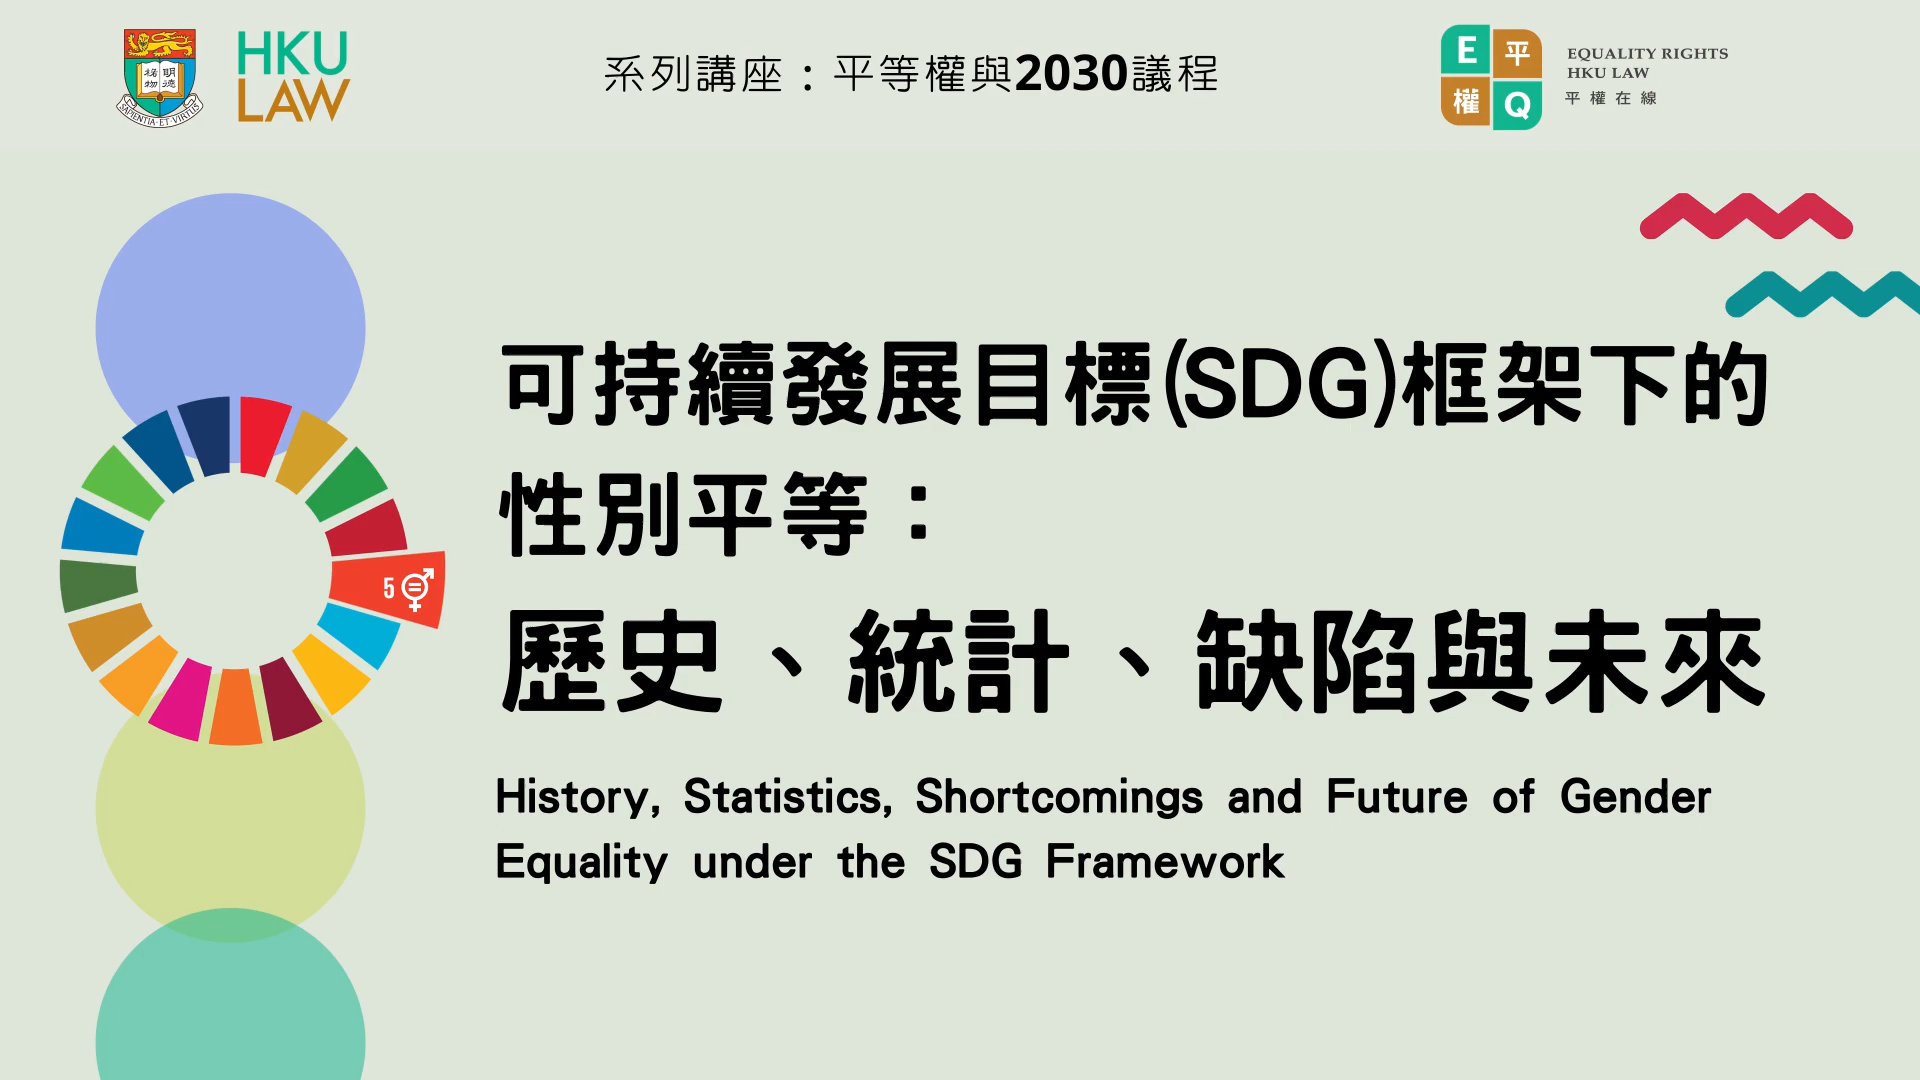 HKU
LAW
SAPIENTIA·ET·VIRTUS
系列講座：平等權與2030議程
E 平
權 Q
EQUALITY RIGHTS
HKU LAW
平權在線
可持續發展目標(SDG)框架下的
性別平等：
歷史、統計、缺陷與未來
5
History, Statistics, Shortcomings and Future of Gender
Equality under the SDG Framework